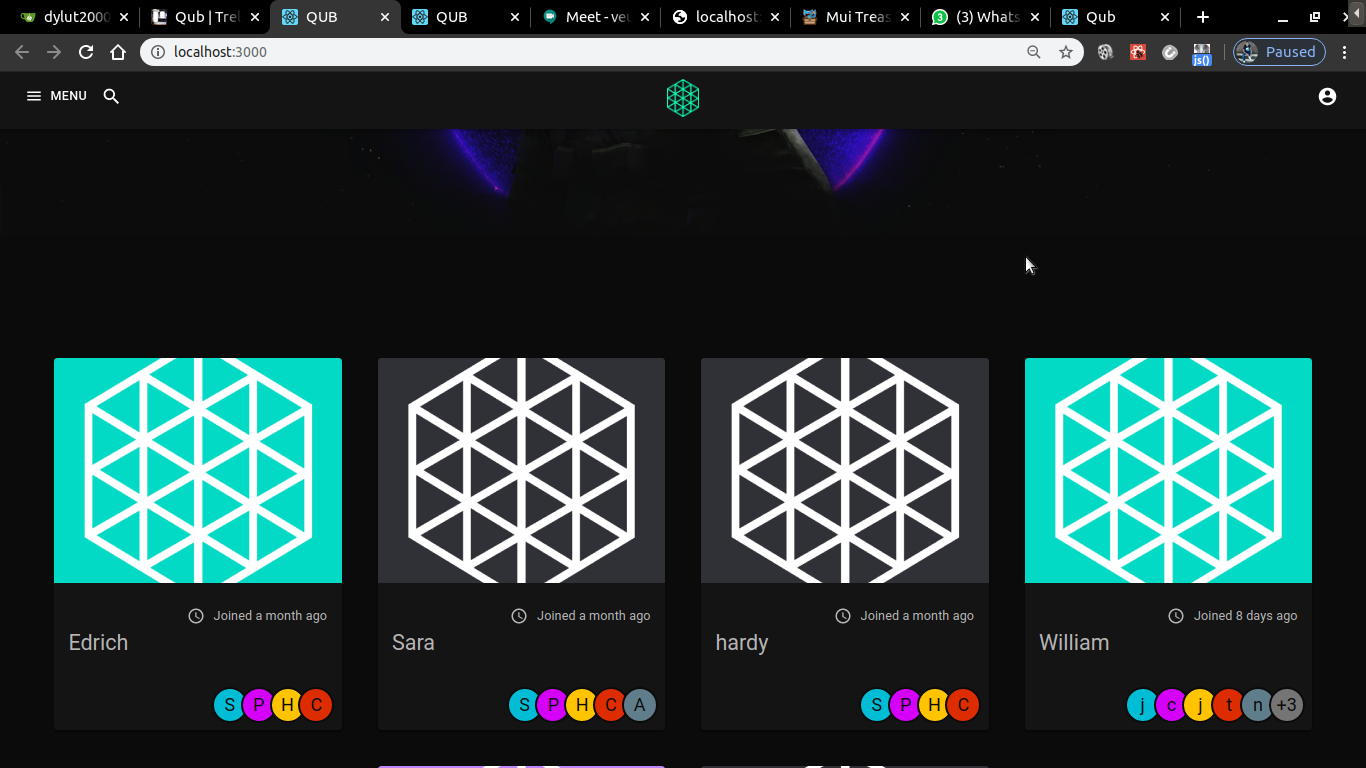 dylut2000 Qub | Trel QUB QUB Meet - veu localhost: Mui Treas (3) Whats Qub
localhost:3000 js() Paused
MENU
Joined a month ago Joined a month ago Joined a month ago Joined 8 days ago
Edrich Sara hardy William
S P H C S P H C A S P H C j c j t n +3